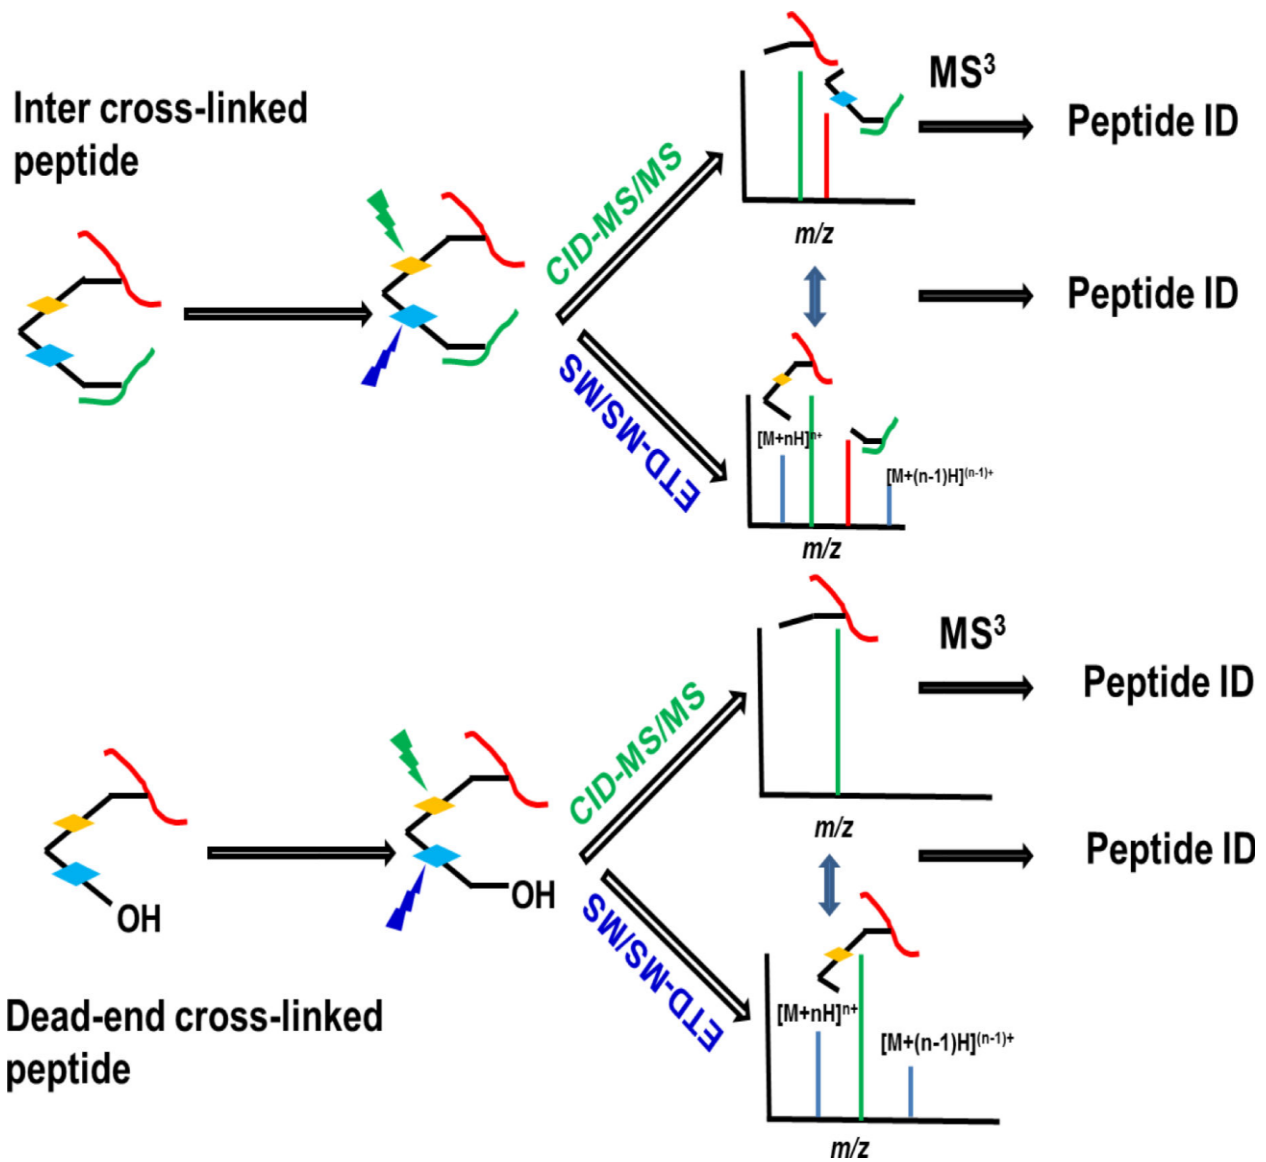 Inter cross-linked
peptide
CID-MS/MS
ETD-MS/MS
m/z
MS³
Peptide ID
Peptide ID
[M+nH]ⁿ⁺
[M+(n-1)H]⁽ⁿ⁻¹⁾⁺
m/z
Dead-end cross-linked
peptide
OH
OH
CID-MS/MS
ETD-MS/MS
m/z
MS³
Peptide ID
Peptide ID
[M+nH]ⁿ⁺
[M+(n-1)H]⁽ⁿ⁻¹⁾⁺
m/z